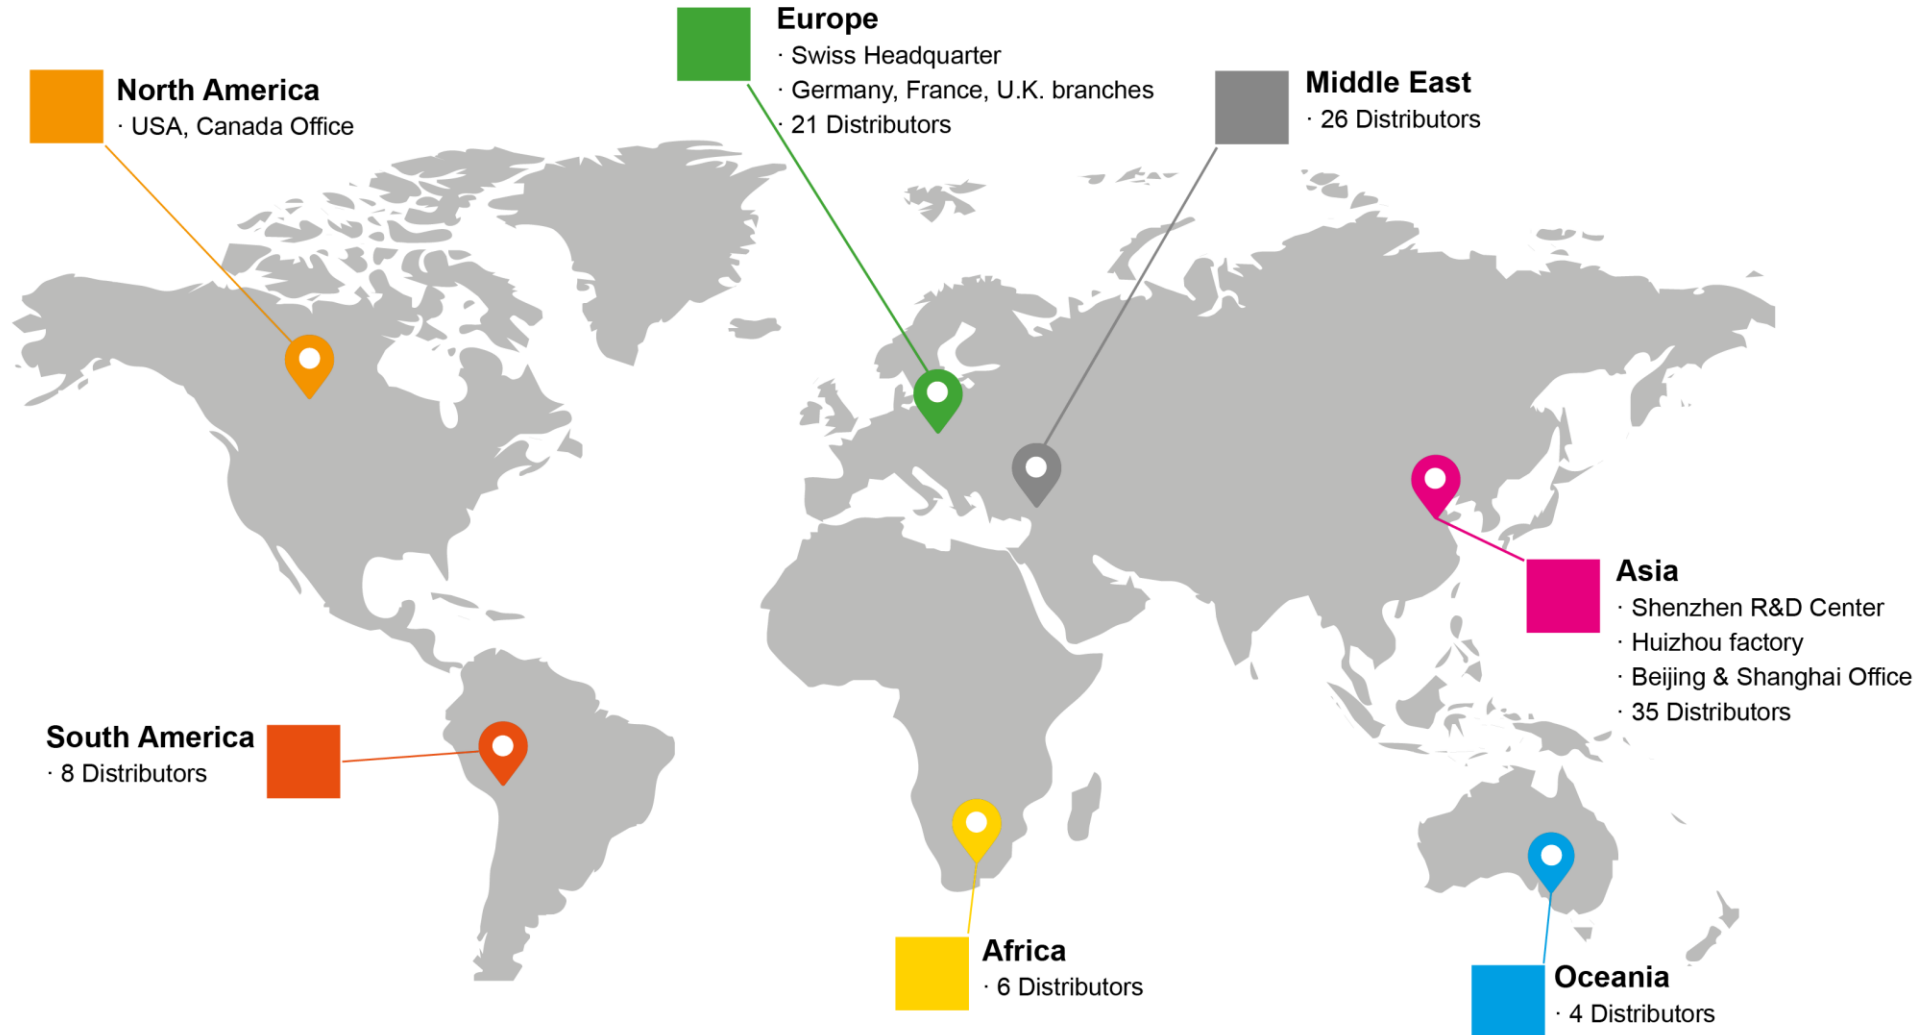 Europe
· Swiss Headquarter
· Germany, France, U.K. branches
· 21 Distributors
North America
· USA, Canada Office
Middle East
· 26 Distributors
Asia
· Shenzhen R&D Center
· Huizhou factory
· Beijing & Shanghai Office
· 35 Distributors
South America
· 8 Distributors
Africa
· 6 Distributors
Oceania
· 4 Distributors